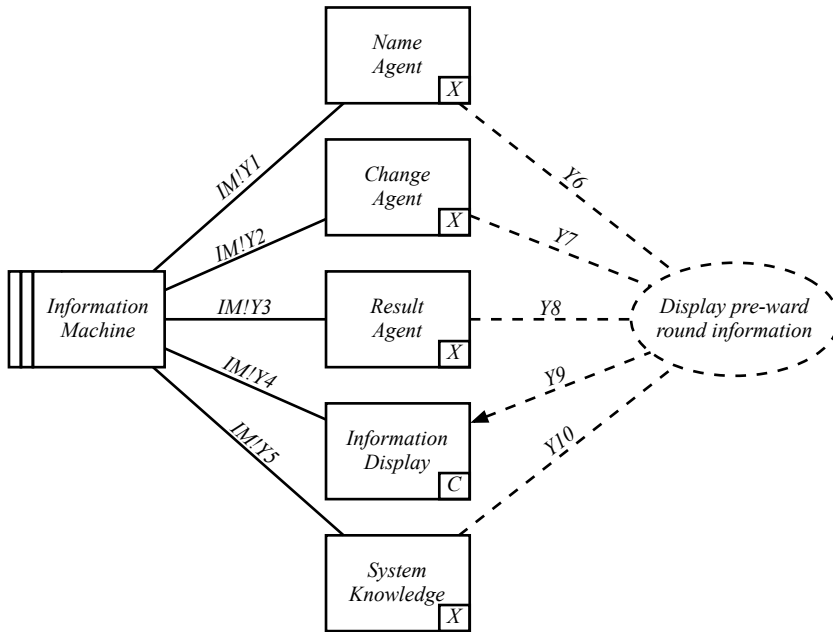 Name
Agent
X
IM!Y1
Y6
Change
Agent
X
IM!Y2
Y7
Information
Machine
IM!Y3
Result
Agent
X
Y8
Display pre-ward
round information
IM!Y4
Y9
Information
Display
C
IM!Y5
Y10
System
Knowledge
X